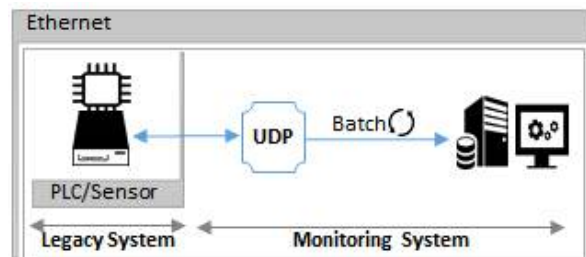 Ethernet
UDP
Batch
PLC/Sensor
Legacy System
Monitoring System